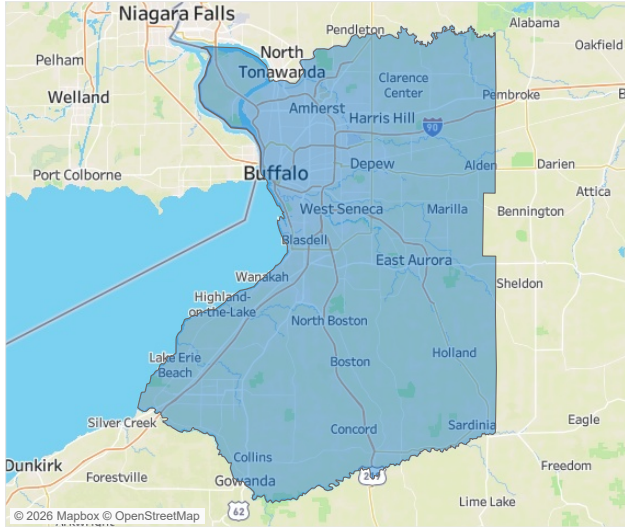 Niagara Falls
Alabama
Pendleton
Oakfield
North
Tonawanda
Pelham
Clarence
Center
Welland
Pembroke
Amherst
Harris Hill
90
Depew
Alden
Darien
Port Colborne
Buffalo
Attica
West Seneca
Marilla
Bennington
Blasdell
East Aurora
Wanakah
Sheldon
Highland-
on-the-Lake
North Boston
Lake Erie
Beach
Holland
Boston
Silver Creek
Concord
Sardinia
Eagle
Collins
Dunkirk
Freedom
Forestville
Gowanda
219
Lime Lake
62
© 2026 Mapbox © OpenStreetMap